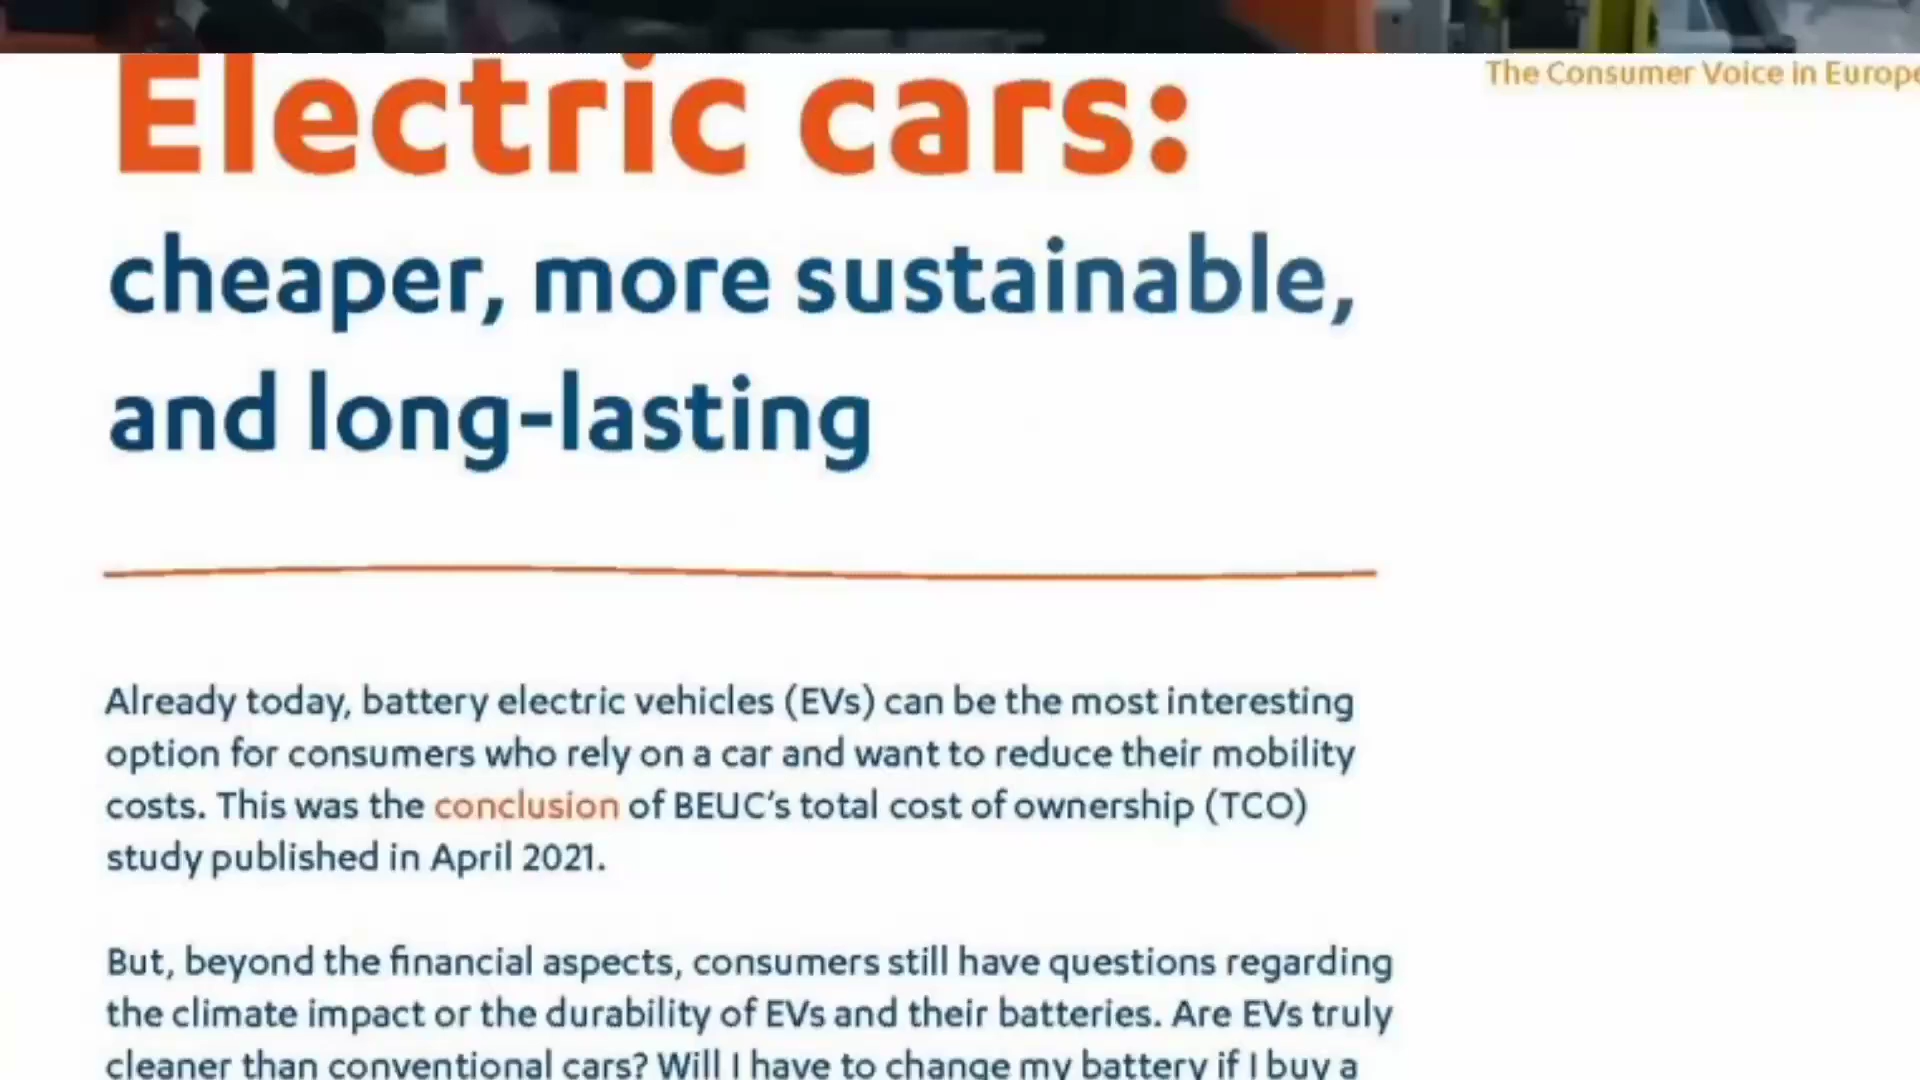 The Consumer Voice in Europe
Electric cars:
cheaper, more sustainable,
and long-lasting
Already today, battery electric vehicles (EVs) can be the most interesting
option for consumers who rely on a car and want to reduce their mobility
costs. This was the conclusion of BEUC’s total cost of ownership (TCO)
study published in April 2021.
But, beyond the financial aspects, consumers still have questions regarding
the climate impact or the durability of EVs and their batteries. Are EVs truly
cleaner than conventional cars? Will I have to change my battery if I buy a